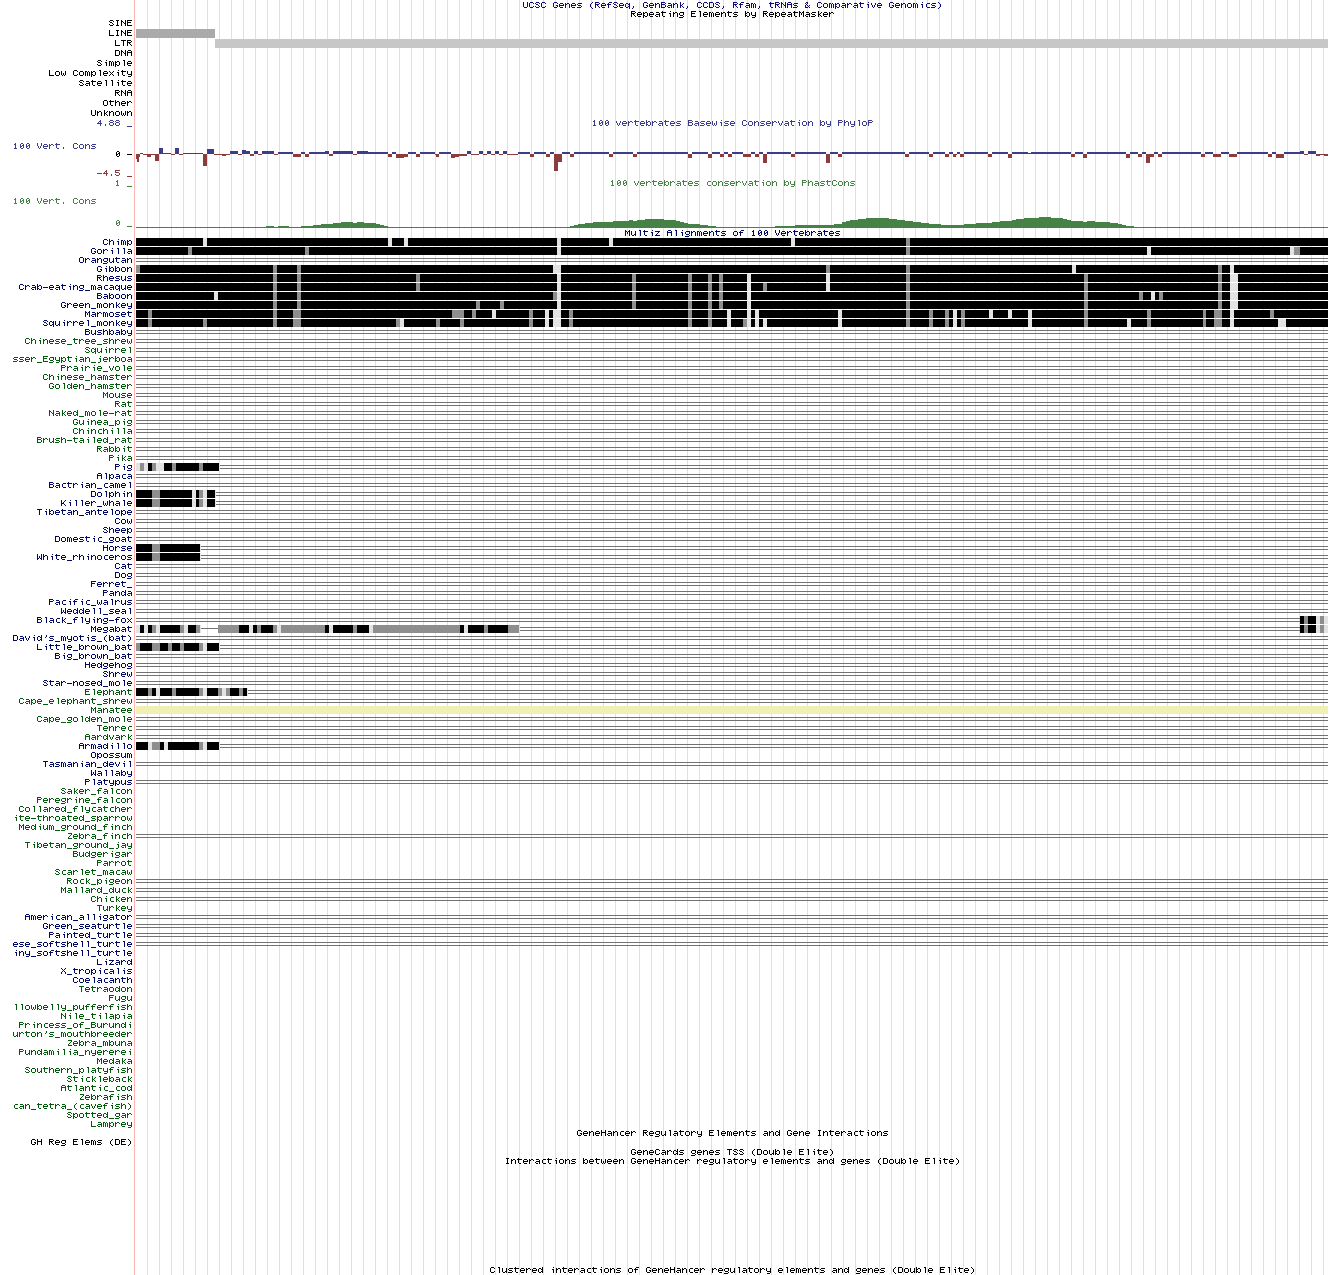 UCSC Genes (RefSeq, GenBank, CCDS, Rfam, tRNAs & Comparative Genomics)
Repeating Elements by RepeatMasker
SINE
LINE
LTR
DNA
Simple
Low Complexity
Satellite
RNA
Other
Unknown
4.88 _
100 vertebrates Basewise Conservation by PhyloP
100 Vert. Cons
0 -
-4.5 _
1 _
100 vertebrates conservation by PhastCons
100 Vert. Cons
0 _
Multiz Alignments of 100 Vertebrates
Chimp
Gorilla
Orangutan
Gibbon
Rhesus
Crab-eating_macaque
Baboon
Green_monkey
Marmoset
Squirrel_monkey
Bushbaby
Chinese_tree_shrew
Squirrel
sser_Egyptian_jerboa
Prairie_vole
Chinese_hamster
Golden_hamster
Mouse
Rat
Naked_mole-rat
Guinea_pig
Chinchilla
Brush-tailed_rat
Rabbit
Pika
Pig
Alpaca
Bactrian_camel
Dolphin
Killer_whale
Tibetan_antelope
Cow
Sheep
Domestic_goat
Horse
White_rhinoceros
Cat
Dog
Ferret_
Panda
Pacific_walrus
Weddell_seal
Black_flying-fox
Megabat
David's_myotis_(bat)
Little_brown_bat
Big_brown_bat
Hedgehog
Shrew
Star-nosed_mole
Elephant
Cape_elephant_shrew
Manatee
Cape_golden_mole
Tenrec
Aardvark
Armadillo
Opossum
Tasmanian_devil
Wallaby
Platypus
Saker_falcon
Peregrine_falcon
Collared_flycatcher
ite-throated_sparrow
Medium_ground_finch
Zebra_finch
Tibetan_ground_jay
Budgerigar
Parrot
Scarlet_macaw
Rock_pigeon
Mallard_duck
Chicken
Turkey
American_alligator
Green_seaturtle
Painted_turtle
ese_softshell_turtle
iny_softshell_turtle
Lizard
X_tropicalis
Coelacanth
Tetraodon
Fugu
llowbelly_pufferfish
Nile_tilapia
Princess_of_Burundi
urton's_mouthbreeder
Zebra_mbuna
Pundamilia_nyererei
Medaka
Southern_platyfish
Stickleback
Atlantic_cod
Zebrafish
can_tetra_(cavefish)
Spotted_gar
Lamprey
GeneHancer Regulatory Elements and Gene Interactions
GH Reg Elems (DE)
GeneCards genes TSS (Double Elite)
Interactions between GeneHancer regulatory elements and genes (Double Elite)
Clustered interactions of GeneHancer regulatory elements and genes (Double Elite)